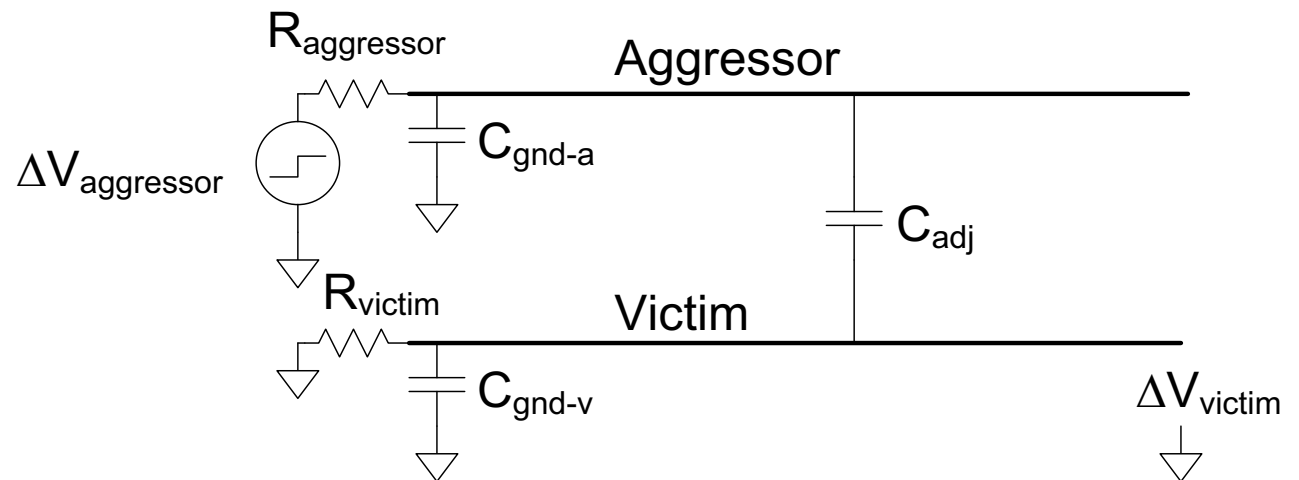 Raggressor
Aggressor
Cgnd-a
ΔVaggressor
Cadj
Rvictim
Victim
Cgnd-v
ΔVvictim